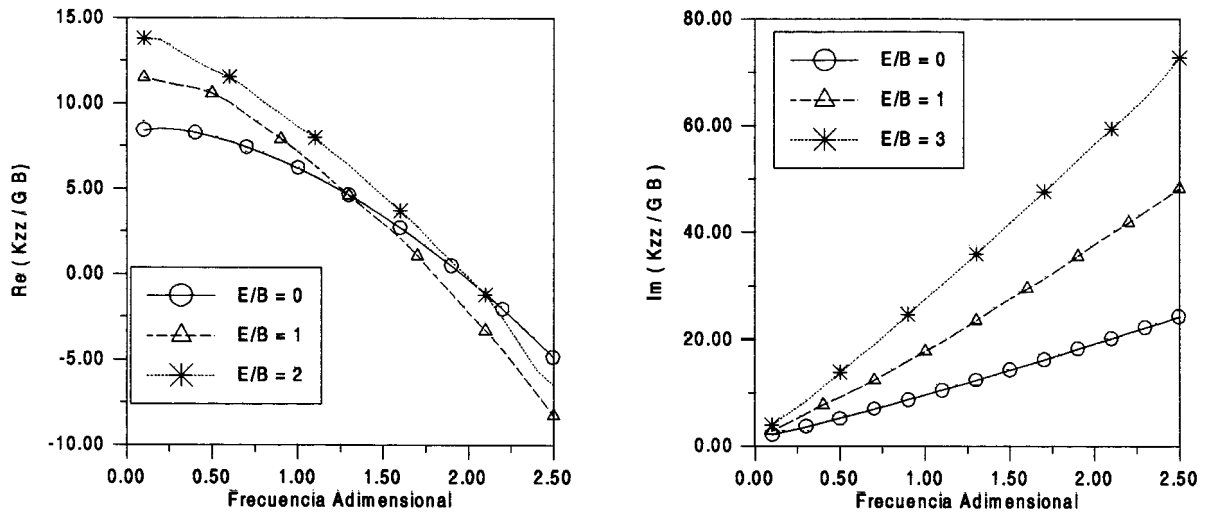 15.00
10.00
5.00
0.00
-5.00
-10.00
Re ( Kzz / G B )
E/B = 0
E/B = 1
E/B = 2
0.00 0.50 1.00 1.50 2.00 2.50
Frecuencia Adimensional
80.00
60.00
40.00
20.00
0.00
Im ( Kzz / G B )
E/B = 0
E/B = 1
E/B = 3
0.00 0.50 1.00 1.50 2.00 2.50
Frecuencia Adimensional